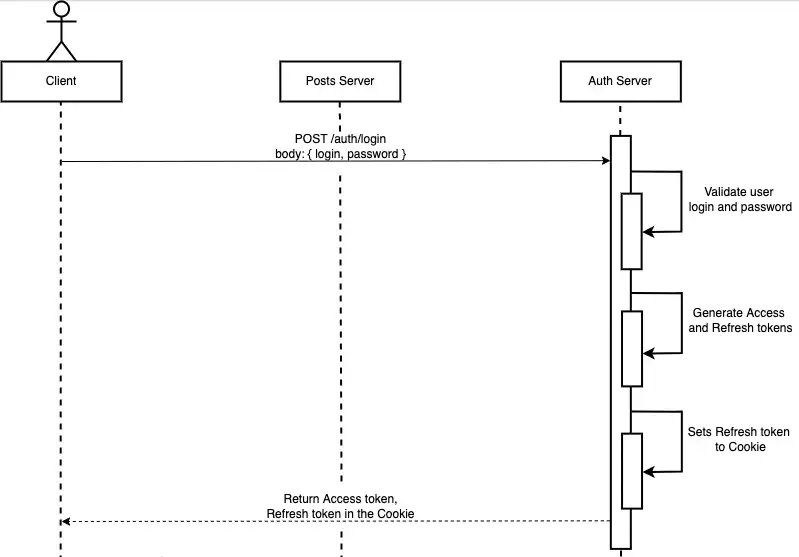 Client
Posts Server
Auth Server
POST /auth/login
body: { login, password }
Validate user
login and password
Generate Access
and Refresh tokens
Sets Refresh token
to Cookie
Return Access token,
Refresh token in the Cookie